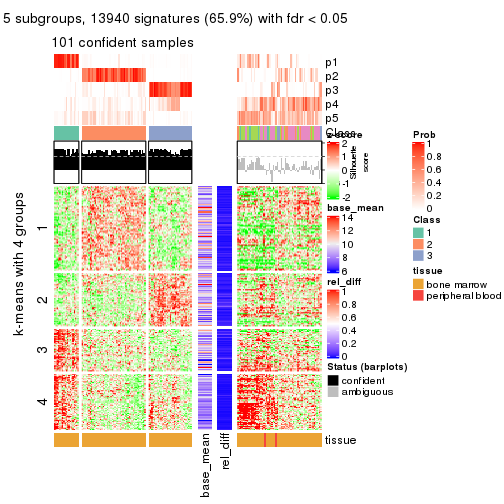 5 subgroups, 13940 signatures (65.9%) with fdr < 0.05
101 confident samples
p1
p2
p3
p4
p5
Class
k-means with 4 groups
1
2
3
4
tissue
base_mean
rel_diff
Silhouette
score
z-score
2
1
0
-1
-2
base_mean
14
12
10
8
6
rel_diff
1
0.8
0.6
0.4
0.2
0
Status (barplots)
confident
ambiguous
Prob
1
0.8
0.6
0.4
0.2
0
Class
1
2
3
tissue
bone marrow
peripheral blood